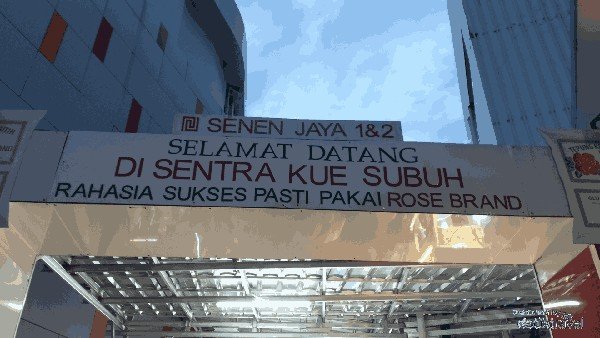 SENEN JAYA 1&2
SELAMAT DATANG
DI SENTRA KUE SUBUH
RAHASIA SUKSES PASTI PAKAI ROSE BRAND